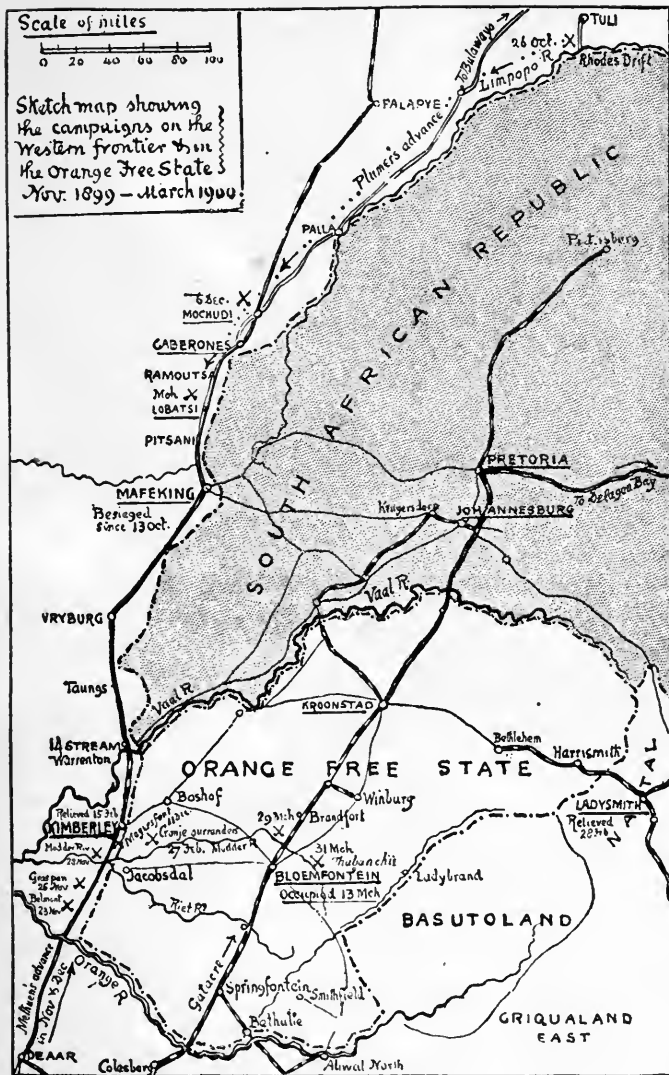 Scale of miles
0 20 40 60 80 100
Sketch map showing
the campaigns on the
Western frontier & in
the Orange Free State
Nov. 1899 – March 1900
TULI
26 Oct.
Rhodes Drift
To Bulawayo
Limpopo R
PALAPYE
Plumer's advance
PALLA
SOUTH AFRICAN REPUBLIC
6 Dec.
MOCHUDI
GABERONES
RAMOUTSA
Mch
LOBATSI
PITSANI
MAFEKING
Besieged
since 13 Oct.
PRETORIA
To Delagoa Bay
Krugersdorp
JOHANNESBURG
Vaal R.
VRYBURG
Taungs
Vaal R
KROONSTAD
14 STREAMS
Warrenton
Bethlehem
Harrismith
NATAL
ORANGE FREE STATE
Boshof
Winburg
LADYSMITH
Relieved
28 Feb
Relieved 15 Feb
KIMBERLEY
Magersfont
Cronje surrenders
27 Feb.
Modder R
29 Mch
Brandfort
31 Mch
Modder Riv
28 Nov
Jacobsdal
BLOEMFONTEIN
Occupied 13 Mch
Ladybrand
Graspan
25 Nov
Belmont
23 Nov
Riet R
BASUTOLAND
Methuen's advance
in Nov & Dec
Orange R
Gatacre
Springfontein
Smithfield
Bethulie
GRIQUALAND
EAST
DE AAR
Colesberg
Aliwal North